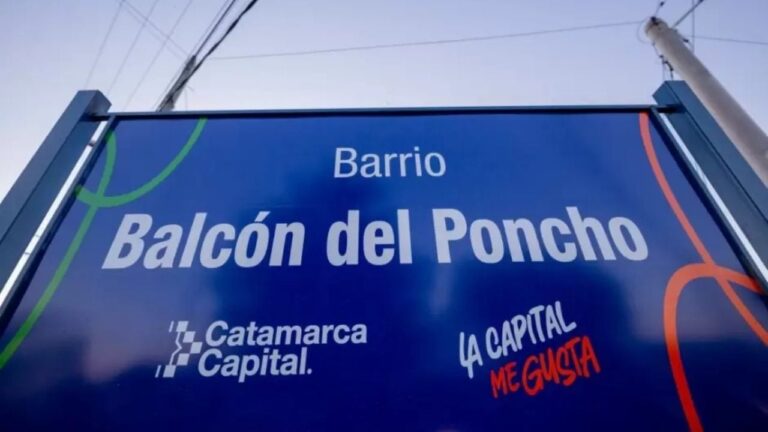 Barrio
Balcón del Poncho
Catamarca
Capital.
LA CAPITAL
ME GUSTA